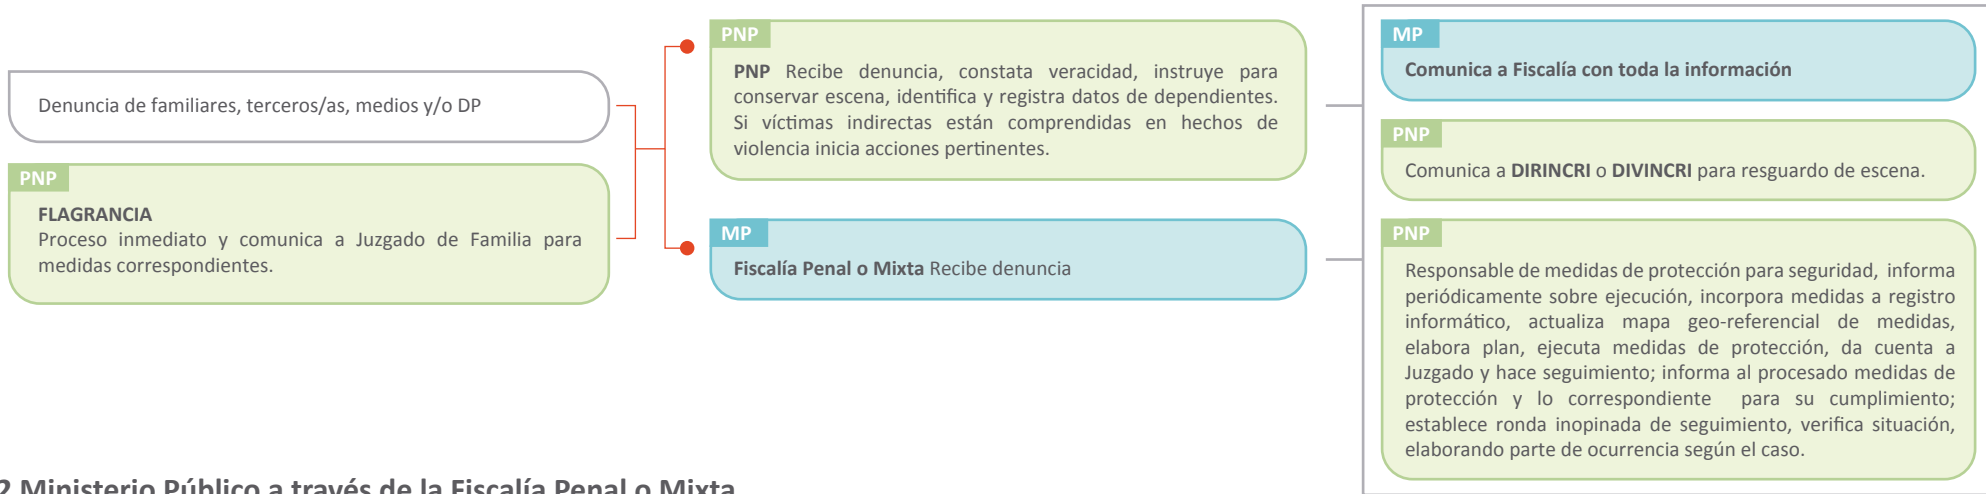 Denuncia de familiares, terceros/as, medios y/o DP
PNP
FLAGRANCIA
Proceso inmediato y comunica a Juzgado de Familia para
medidas correspondientes.
PNP
PNP Recibe denuncia, constata veracidad, instruye para
conservar escena, identifica y registra datos de dependientes.
Si víctimas indirectas están comprendidas en hechos de
violencia inicia acciones pertinentes.
MP
Fiscalía Penal o Mixta Recibe denuncia
MP
Comunica a Fiscalía con toda la información
PNP
Comunica a DIRINCRI o DIVINCRI para resguardo de escena.
PNP
Responsable de medidas de protección para seguridad, informa
periódicamente sobre ejecución, incorpora medidas a registro
informático, actualiza mapa geo-referencial de medidas,
elabora plan, ejecuta medidas de protección, da cuenta a
Juzgado y hace seguimiento; informa al procesado medidas de
protección y lo correspondiente para su cumplimiento;
establece ronda inopinada de seguimiento, verifica situación,
elaborando parte de ocurrencia según el caso.
2 Ministerio Público a través de la Fiscalía Penal o Mixta